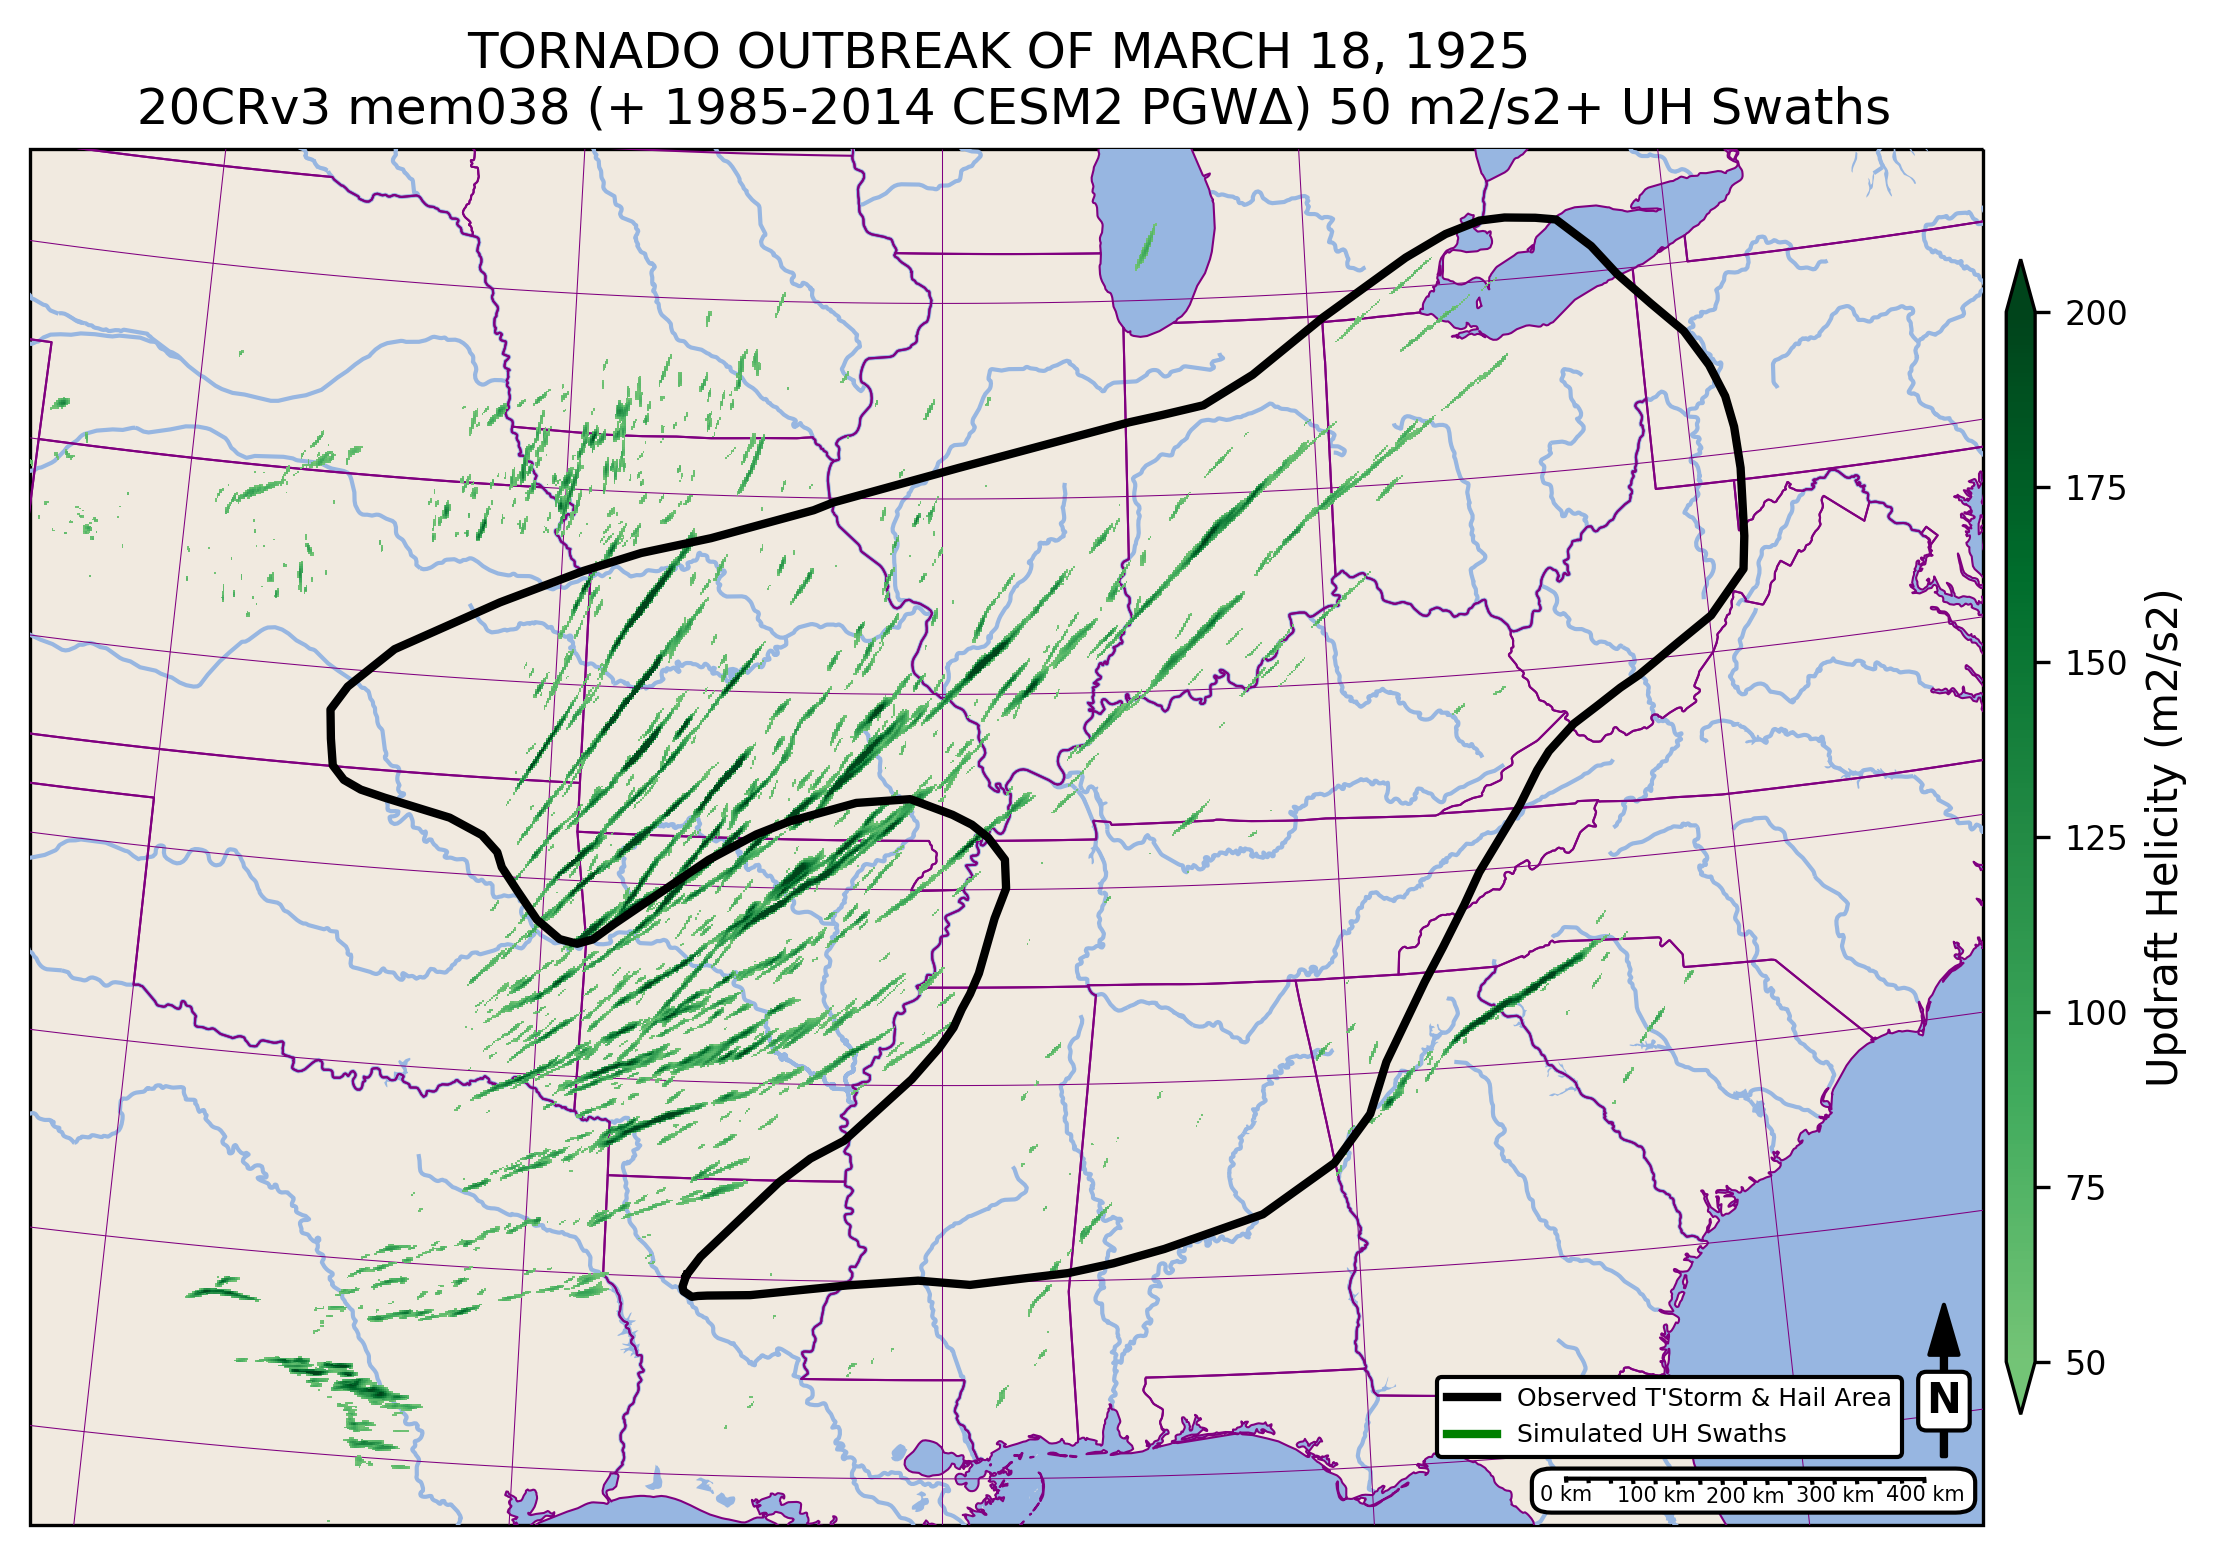 TORNADO OUTBREAK OF MARCH 18, 1925
20CRv3 mem038 (+ 1985-2014 CESM2 PGWΔ) 50 m2/s2+ UH Swaths
200
175
150
125
100
75
50
Updraft Helicity (m2/s2)
Observed T'Storm & Hail Area
Simulated UH Swaths
N
0 km 100 km 200 km 300 km 400 km